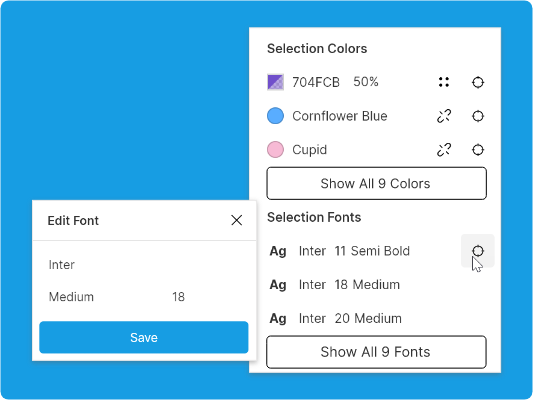 Selection Colors
704FCB 50%
Cornflower Blue
Cupid
Show All 9 Colors
Selection Fonts
Ag Inter 11 Semi Bold
Ag Inter 18 Medium
Ag Inter 20 Medium
Show All 9 Fonts
Edit Font
Inter
Medium 18
Save